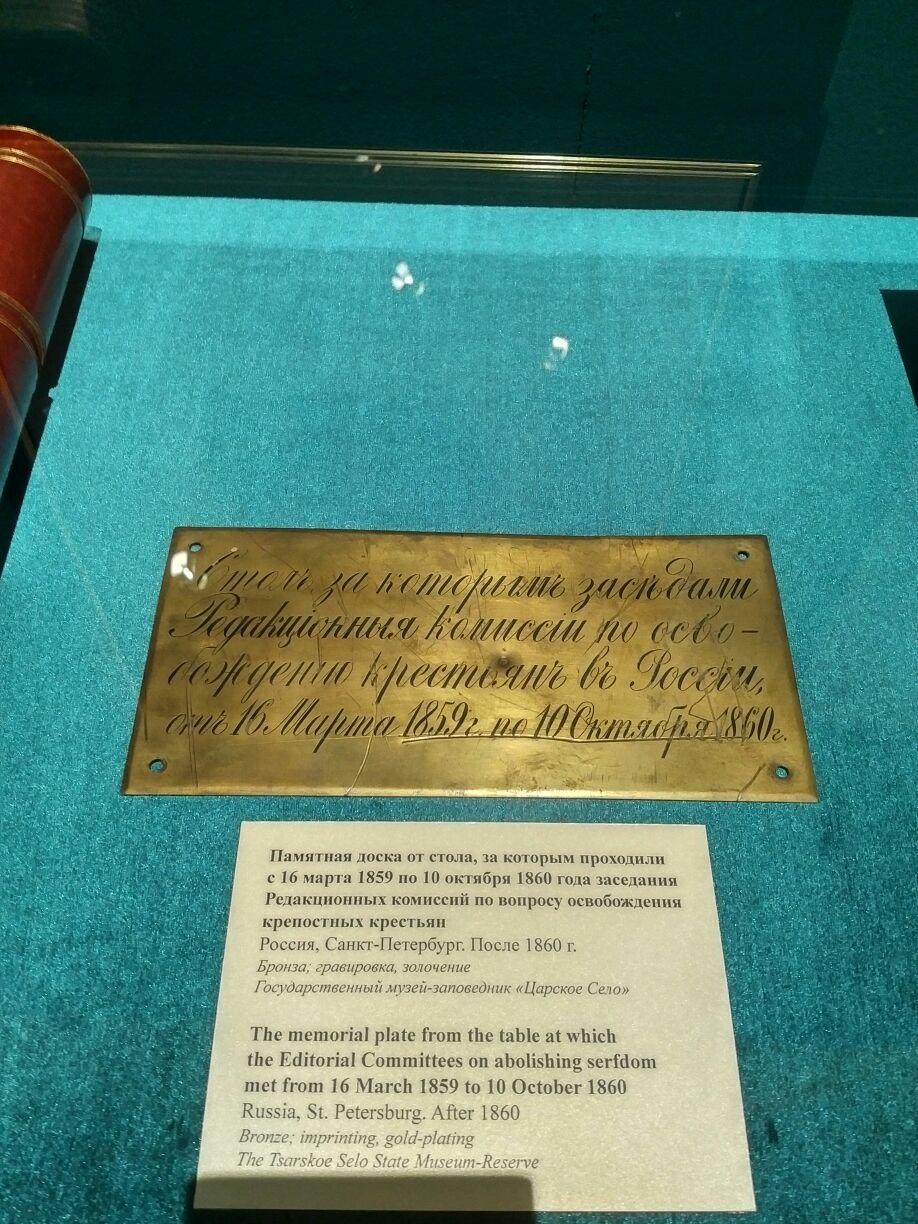 Столъ за которымъ засѣдали
Редакціонныя Комиссіи по осво-
божденію крестьянъ въ Россіи,
отъ 16 Марта 1859 г. по 10 Октября 1860 г.
Памятная доска от стола, за которым проходили
с 16 марта 1859 по 10 октября 1860 года заседания
Редакционных комиссий по вопросу освобождения
крепостных крестьян
Россия, Санкт-Петербург. После 1860 г.
Бронза; гравировка, золочение
Государственный музей-заповедник «Царское Село»
The memorial plate from the table at which
the Editorial Committees on abolishing serfdom
met from 16 March 1859 to 10 October 1860
Russia, St. Petersburg. After 1860
Bronze; imprinting, gold-plating
The Tsarskoe Selo State Museum-Reserve